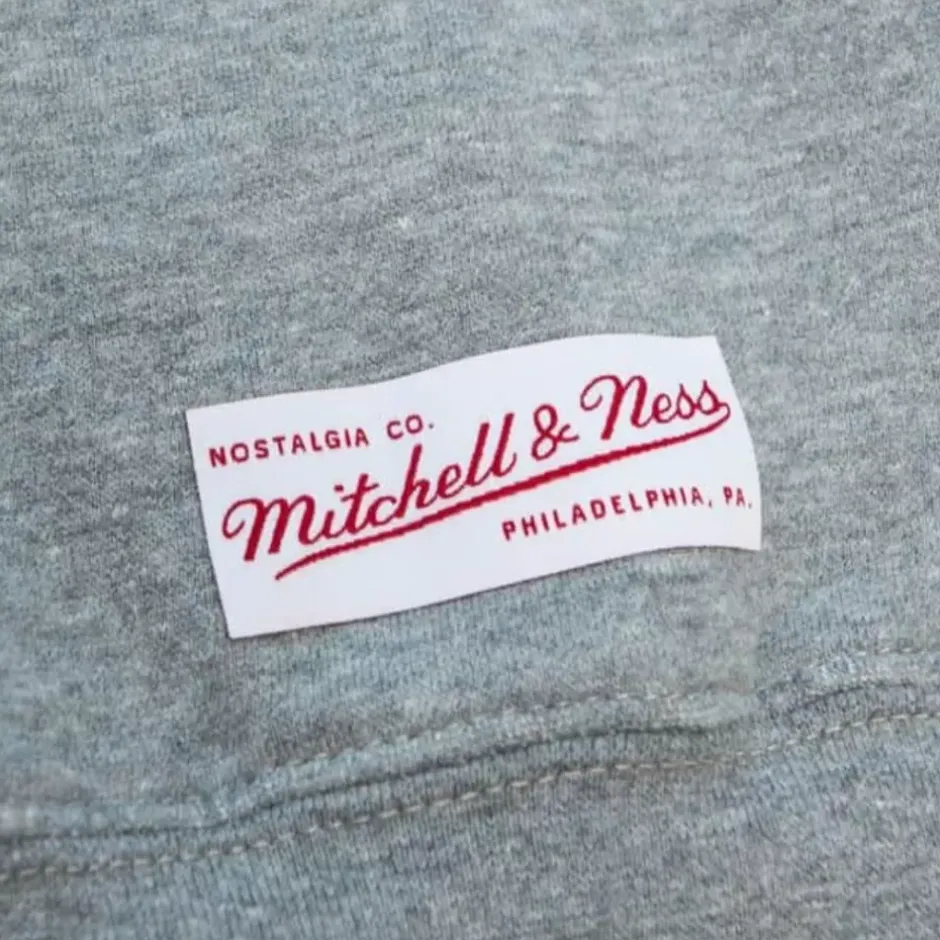 NOSTALGIA CO.
Mitchell & Ness
PHILADELPHIA, PA.